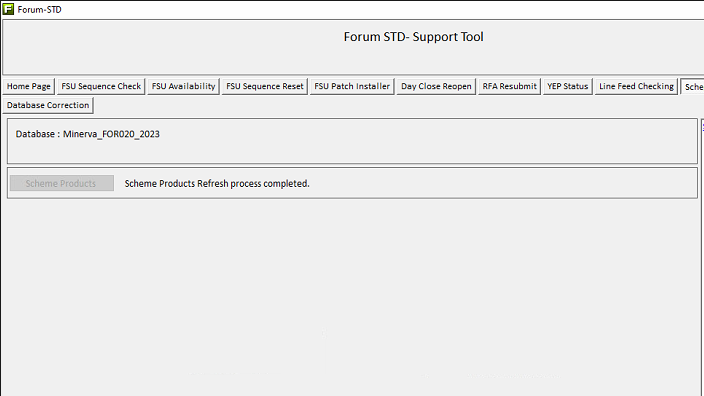 Forum-STD
Forum STD- Support Tool
Home Page FSU Sequence Check FSU Availability FSU Sequence Reset FSU Patch Installer Day Close Reopen RFA Resubmit YEP Status Line Feed Checking Sche
Database Correction
Database : Minerva_FOR020_2023
Scheme Products Scheme Products Refresh process completed.